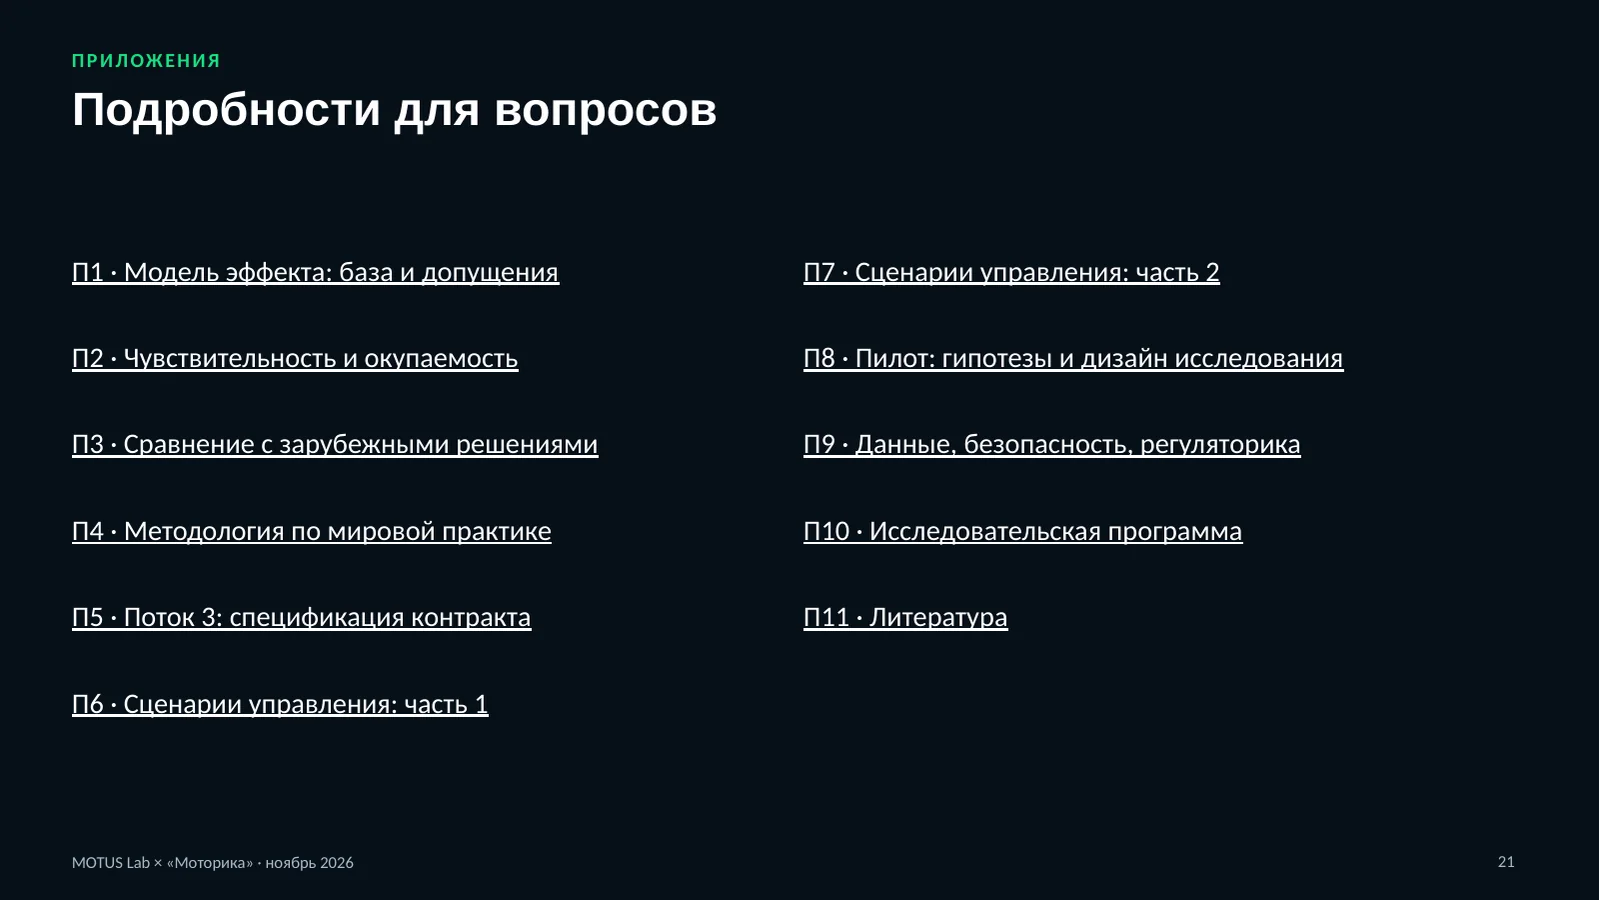 ПРИЛОЖЕНИЯ
Подробности для вопросов
П1 · Модель эффекта: база и допущения
П2 · Чувствительность и окупаемость
П3 · Сравнение с зарубежными решениями
П4 · Методология по мировой практике
П5 · Поток 3: спецификация контракта
П6 · Сценарии управления: часть 1
П7 · Сценарии управления: часть 2
П8 · Пилот: гипотезы и дизайн исследования
П9 · Данные, безопасность, регуляторика
П10 · Исследовательская программа
П11 · Литература
MOTUS Lab × «Моторика» · ноябрь 2026
21